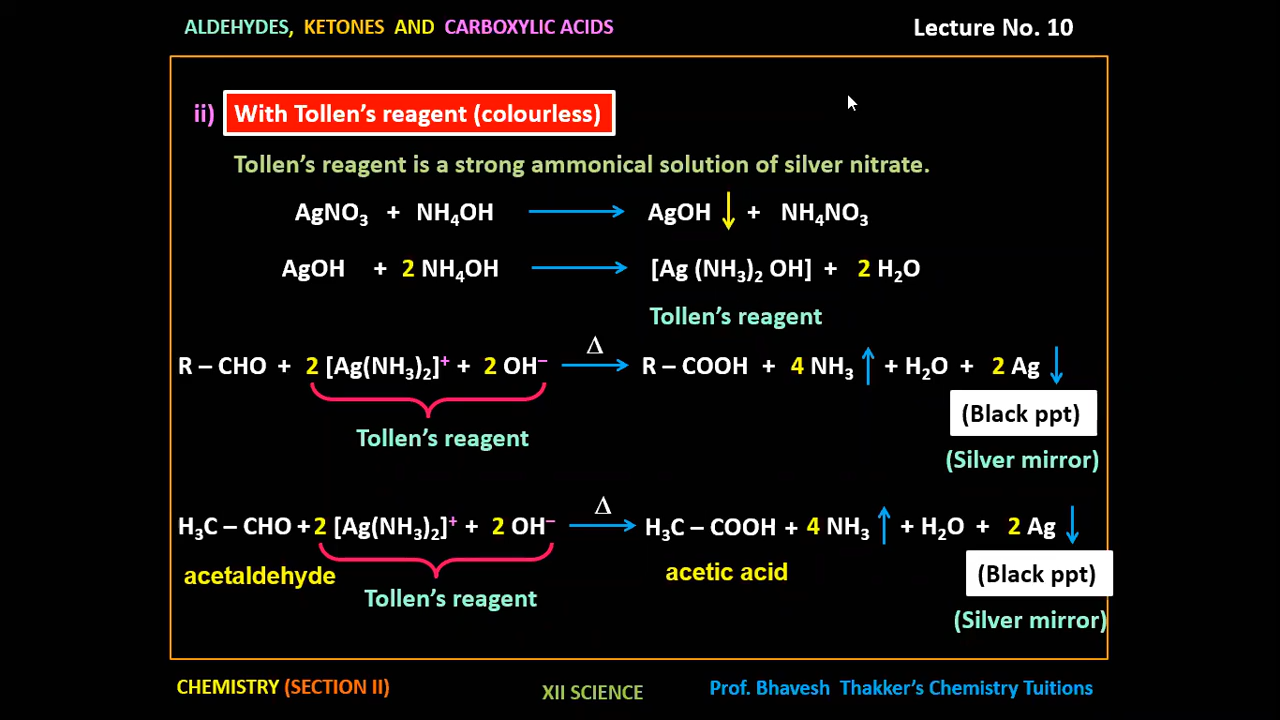 ALDEHYDES, KETONES AND CARBOXYLIC ACIDS
Lecture No. 10
ii) With Tollen's reagent (colourless)
Tollen's reagent is a strong ammonical solution of silver nitrate.
AgNO₃ + NH₄OH ⟶ AgOH ↓ + NH₄NO₃
AgOH + 2 NH₄OH ⟶ [Ag (NH₃)₂ OH] + 2 H₂O
Tollen's reagent
Δ
R – CHO + 2 [Ag(NH₃)₂]⁺ + 2 OH⁻ ⟶ R – COOH + 4 NH₃ ↑ + H₂O + 2 Ag ↓
(Black ppt)
Tollen's reagent
(Silver mirror)
Δ
H₃C – CHO + 2 [Ag(NH₃)₂]⁺ + 2 OH⁻ ⟶ H₃C – COOH + 4 NH₃ ↑ + H₂O + 2 Ag ↓
acetaldehyde
acetic acid
(Black ppt)
Tollen's reagent
(Silver mirror)
CHEMISTRY (SECTION II)
XII SCIENCE
Prof. Bhavesh Thakker's Chemistry Tuitions